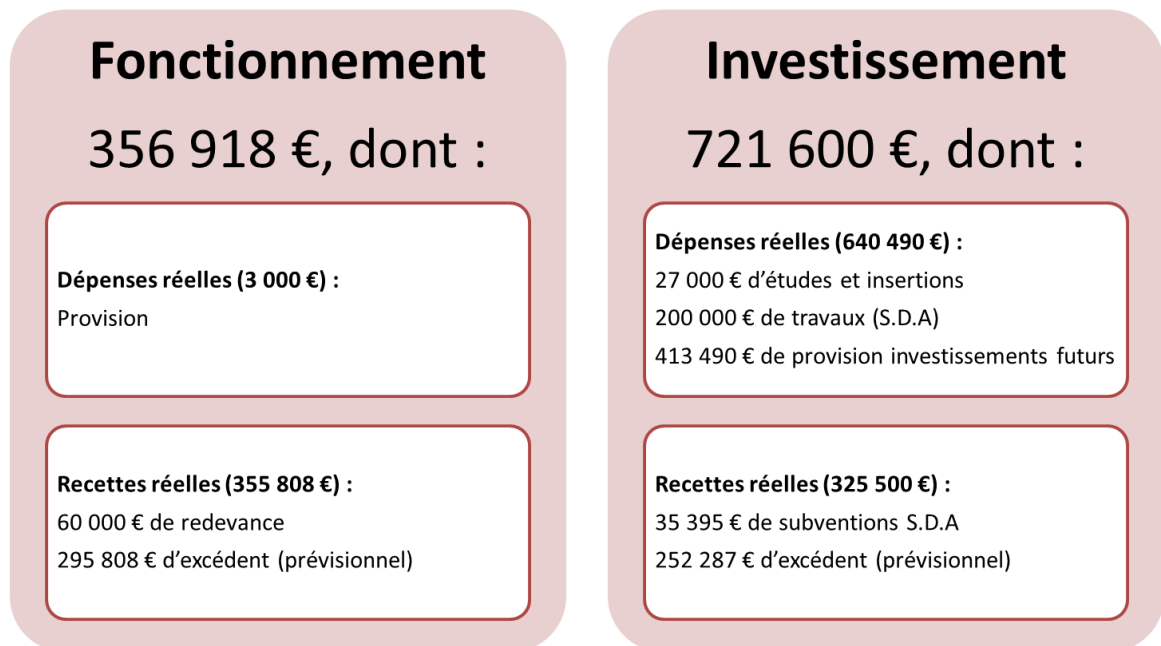 Fonctionnement
356 918 €, dont :
Dépenses réelles (3 000 €) :
Provision
Recettes réelles (355 808 €) :
60 000 € de redevance
295 808 € d’excédent (prévisionnel)
Investissement
721 600 €, dont :
Dépenses réelles (640 490 €) :
27 000 € d’études et insertions
200 000 € de travaux (S.D.A)
413 490 € de provision investissements futurs
Recettes réelles (325 500 €) :
35 395 € de subventions S.D.A
252 287 € d’excédent (prévisionnel)